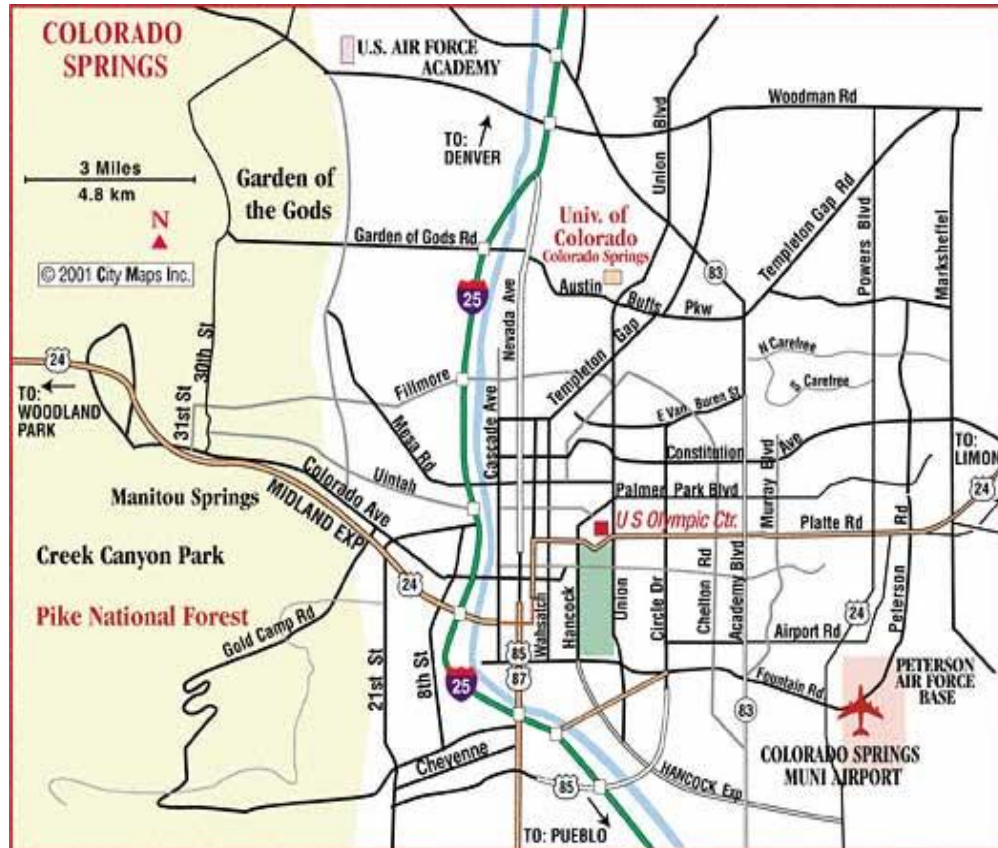 COLORADO
SPRINGS
U.S. AIR FORCE
ACADEMY
Woodman Rd
TO:
DENVER
Union Blvd
3 Miles
4.8 km
N
© 2001 City Maps Inc.
Garden of
the Gods
Garden of Gods Rd
Univ. of
Colorado
Colorado Springs
Templeton Gap Rd
Powers Blvd
Marksheffel
83
25
Nevada Ave
Austin
Bluffs
Pkw
24
TO:
WOODLAND
PARK
30th St
31st St
Fillmore
Mesa Rd
Cascade Ave
Templeton Gap
N Carefree
S Carefree
E Van Buren St
Constitution
Ave
TO:
LIMON
24
Uintah
Colorado Ave
MIDLAND EXP
Manitou Springs
Palmer Park Blvd
Murray Blvd
U S Olympic Ctr.
Platte Rd
Creek Canyon Park
24
Pike National Forest
Gold Camp Rd
21st St
8th St
Wahsatch
Hancock
Union
Circle Dr
Chelton Rd
Academy Blvd
24
Airport Rd
Peterson
Rd
85
87
25
Fountain Rd
PETERSON
AIR FORCE
BASE
83
Cheyenne
85
HANCOCK Exp
COLORADO SPRINGS
MUNI AIRPORT
TO: PUEBLO